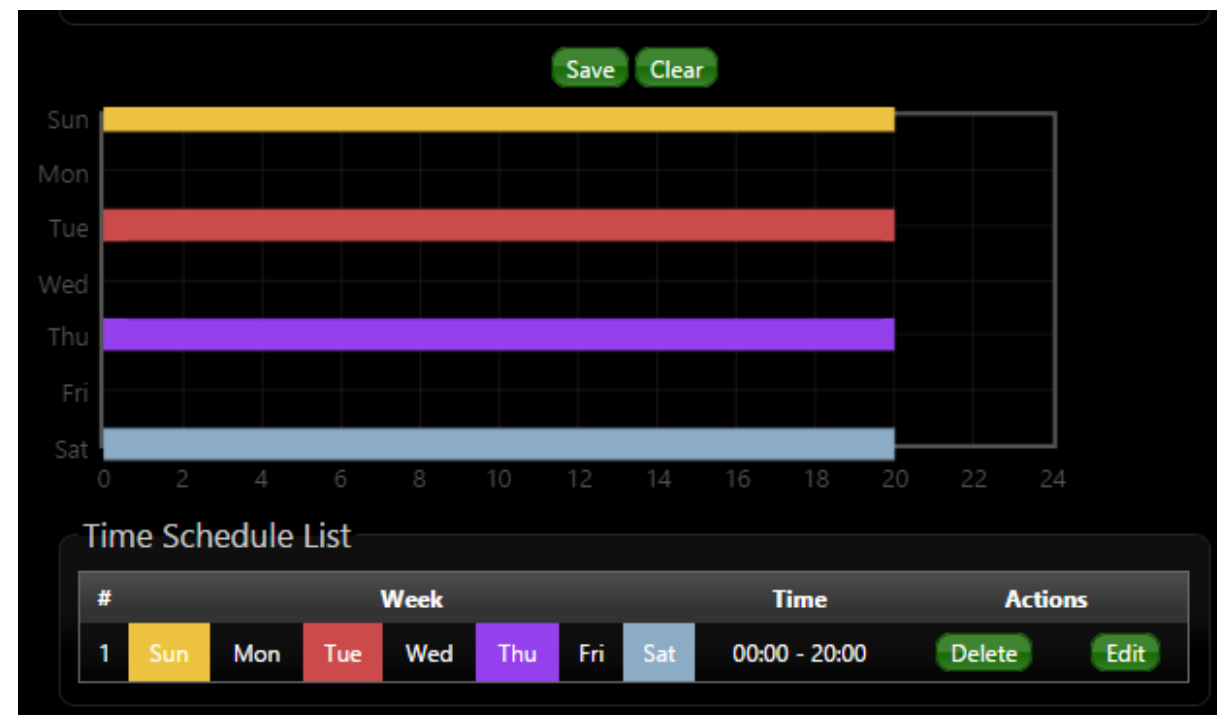 Save Clear
Sun
Mon
Tue
Wed
Thu
Fri
Sat
0 2 4 6 8 10 12 14 16 18 20 22 24
Time Schedule List
# Week Time Actions
1 Sun Mon Tue Wed Thu Fri Sat 00:00 - 20:00 Delete Edit